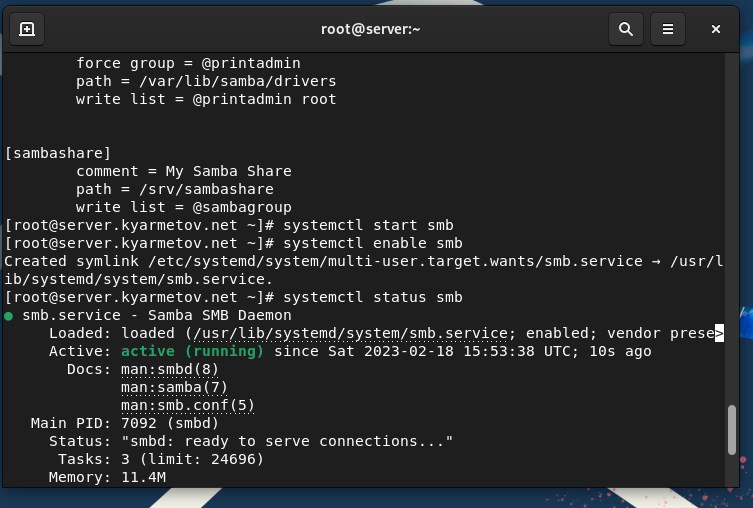 root@server:~
force group = @printadmin
path = /var/lib/samba/drivers
write list = @printadmin root
[sambashare]
comment = My Samba Share
path = /srv/sambashare
write list = @sambagroup
[root@server.kyarmetov.net ~]# systemctl start smb
[root@server.kyarmetov.net ~]# systemctl enable smb
Created symlink /etc/systemd/system/multi-user.target.wants/smb.service → /usr/l
ib/systemd/system/smb.service.
[root@server.kyarmetov.net ~]# systemctl status smb
● smb.service - Samba SMB Daemon
Loaded: loaded (/usr/lib/systemd/system/smb.service; enabled; vendor prese>
Active: active (running) since Sat 2023-02-18 15:53:38 UTC; 10s ago
Docs: man:smbd(8)
man:samba(7)
man:smb.conf(5)
Main PID: 7092 (smbd)
Status: "smbd: ready to serve connections..."
Tasks: 3 (limit: 24696)
Memory: 11.4M